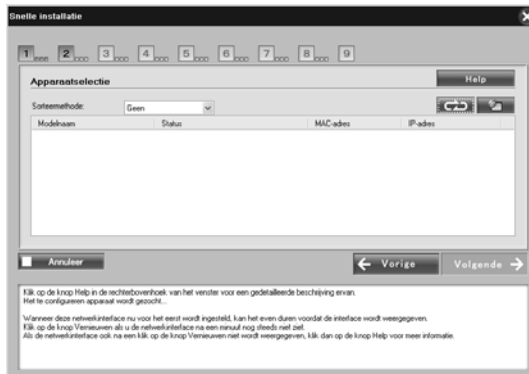 Snelle installatie
1 2 3 4 5 6 7 8 9
Apparaatselectie
Help
Sorteermethode:
Geen
Modelnaam Status MAC-adres IP-adres
Annuleer
Vorige
Volgende
Klik op de knop Help in de rechterbovenhoek van het venster voor een gedetailleerde beschrijving ervan.
Het te configureren apparaat wordt gezocht...
Wanneer deze netwerkinterface nu voor het eerst wordt ingesteld, kan het even duren voordat de interface wordt weergegeven.
Klik op de knop Vernieuwen als u de netwerkinterface na een minuut nog steeds niet ziet.
Als de netwerkinterface ook na een klik op de knop Vernieuwen niet wordt weergegeven, klik dan op de knop Help voor meer informatie.